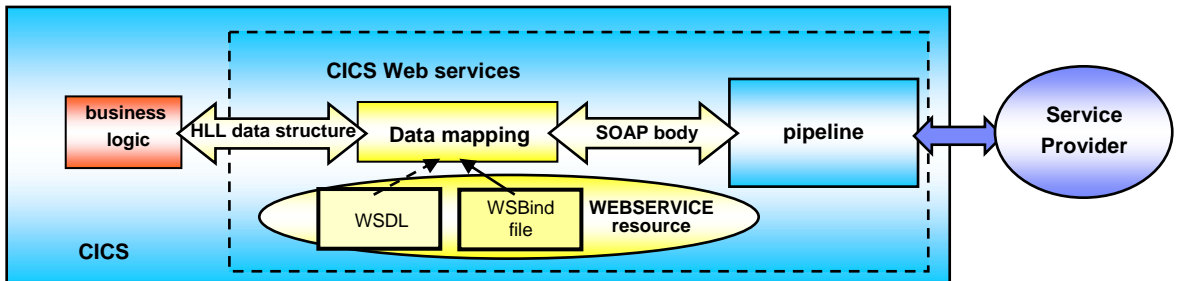 CICS Web services
business
logic
HLL data structure
Data mapping
SOAP body
pipeline
Service
Provider
WSDL
WSBind
file
WEBSERVICE
resource
CICS